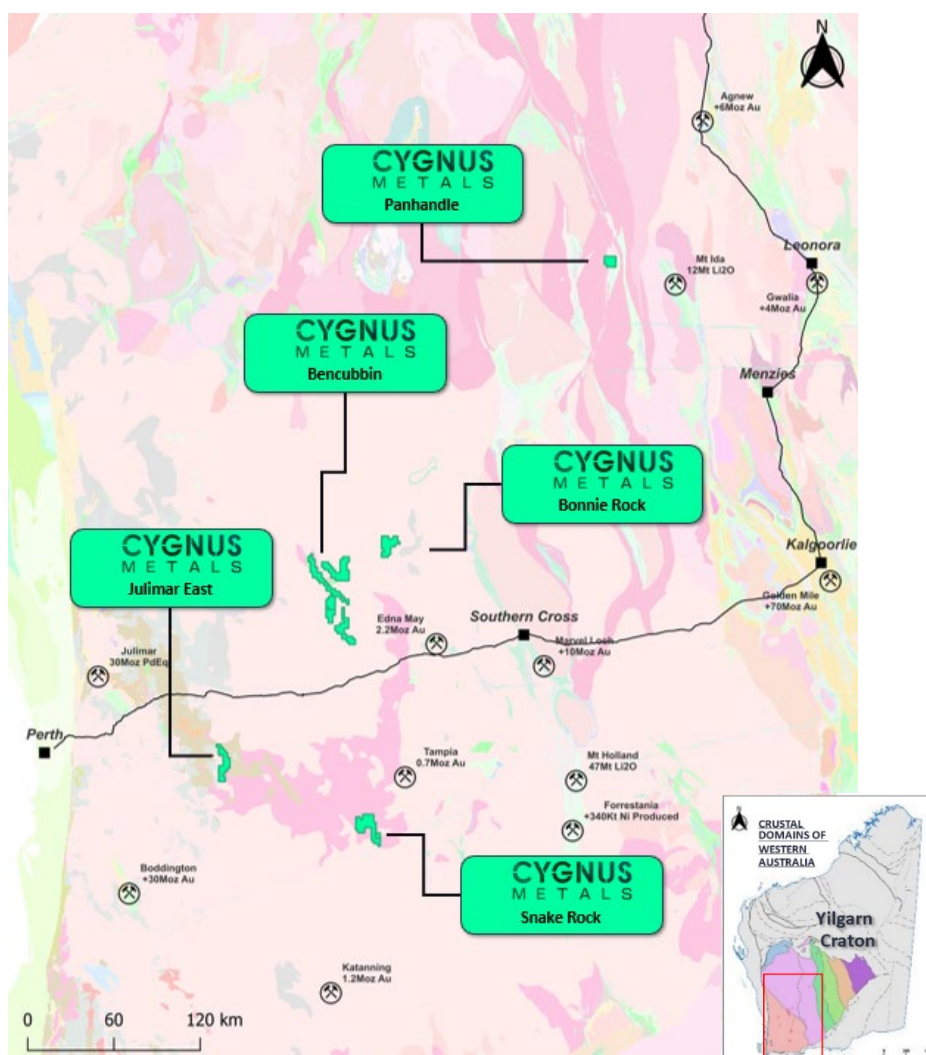 N
Agnew
+6Moz Au
CYGNUS
METALS
Panhandle
Leonora
Mt Ida
12Mt Li2O
Gwalia
+4Moz Au
CYGNUS
METALS
Bencubbin
Menzies
CYGNUS
METALS
Bonnie Rock
CYGNUS
METALS
Julimar East
Kalgoorlie
Golden Mile
+70Moz Au
Southern Cross
Edna May
2.2Moz Au
Marvel Loch
+10Moz Au
Julimar
30Moz PdEq
Perth
Tampia
0.7Moz Au
Mt Holland
47Mt Li2O
Forrestania
+340Kt Ni Produced
Boddington
+30Moz Au
CYGNUS
METALS
Snake Rock
Katanning
1.2Moz Au
0 60 120 km
N
CRUSTAL
DOMAINS OF
WESTERN
AUSTRALIA
Yilgarn
Craton